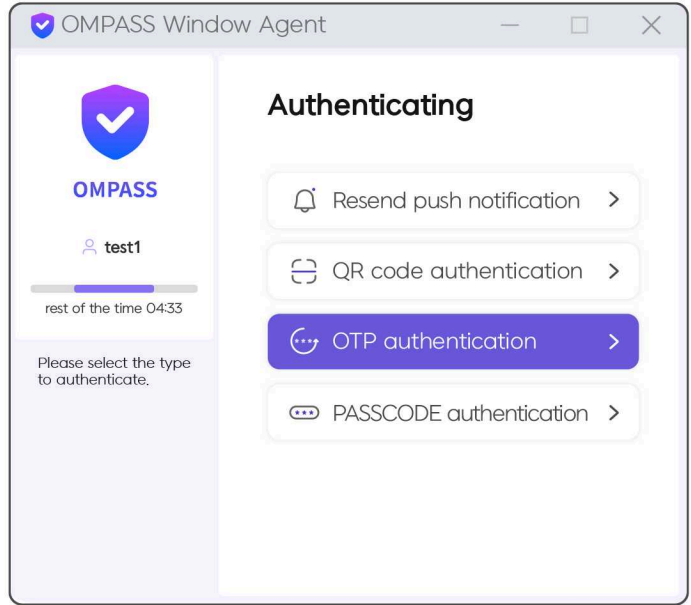 OMPASS Window Agent
OMPASS
test1
rest of the time 04:33
Please select the type
to authenticate.
Authenticating
Resend push notification
QR code authentication
OTP authentication
PASSCODE authentication